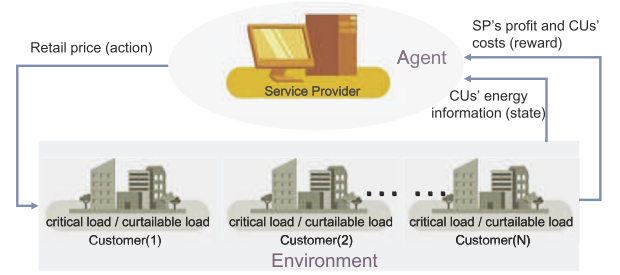 Retail price (action)
SP's profit and CUs'
costs (reward)
Agent
Service Provider
CUs' energy
information (state)
critical load / curtailable load
Customer(1)
critical load / curtailable load
Customer(2)
critical load / curtailable load
Customer(N)
Environment